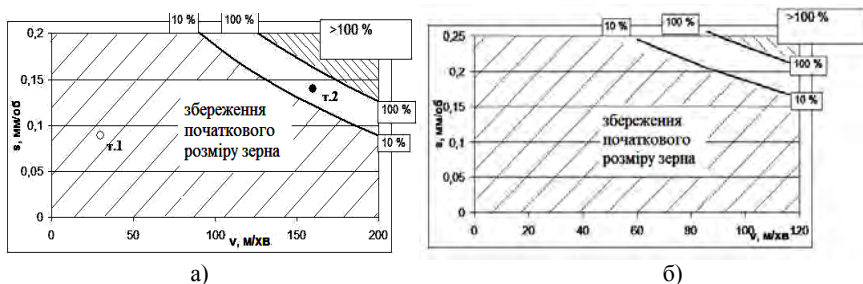 10 % 100 % >100 %
0,2
0,15
0,1
0,05
0
s, мм/об
т.2
т.1
збереження
початкового
розміру зерна
100 %
10 %
0 50 100 150 200
v, м/хв
а)
10 % 100 % >100 %
0,25
0,2
0,15
0,1
0,05
0
s, мм/об
збереження
початкового
розміру зерна
100 %
10 %
0 20 40 60 80 100 120
v, м/хв
б)